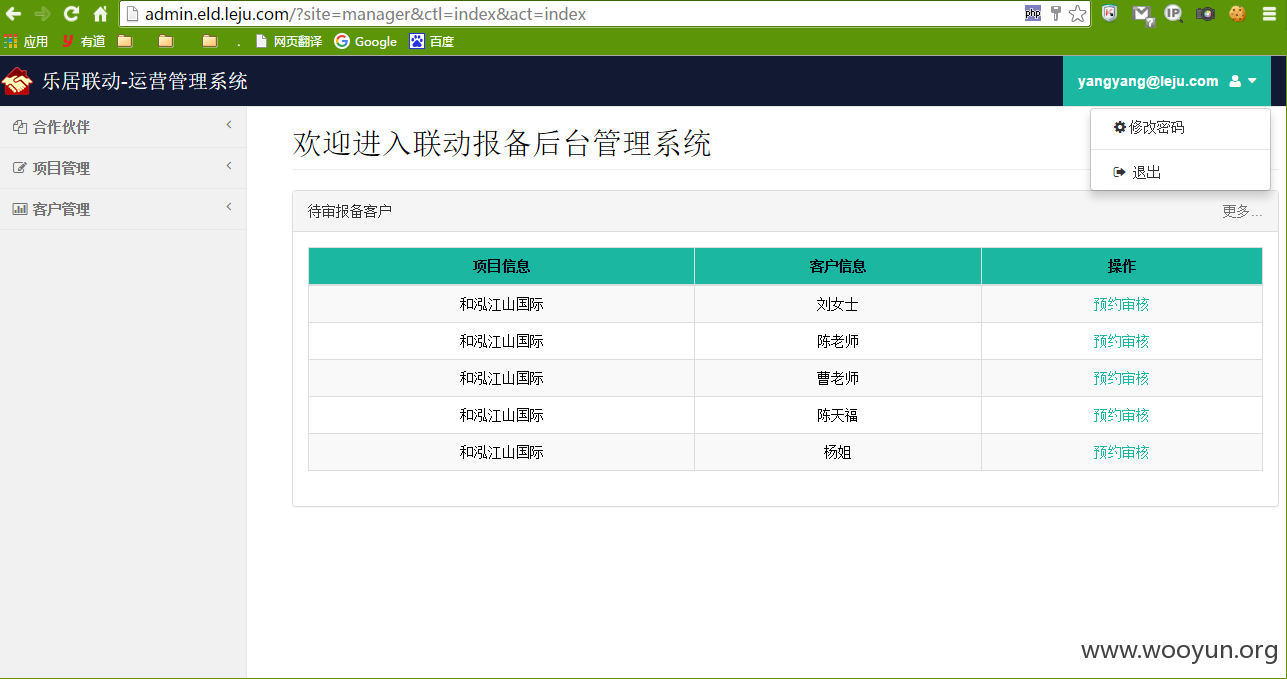 admin.eld.leju.com/?site=manager&ctl=index&act=index
应用 有道 . 网页翻译 Google 百度
乐居联动-运营管理系统
yangyang@leju.com
修改密码
退出
合作伙伴
项目管理
客户管理
欢迎进入联动报备后台管理系统
待审报备客户 更多...
项目信息 客户信息 操作
和泓江山国际 刘女士 预约审核
和泓江山国际 陈老师 预约审核
和泓江山国际 曹老师 预约审核
和泓江山国际 陈天福 预约审核
和泓江山国际 杨姐 预约审核
www.wooyun.org